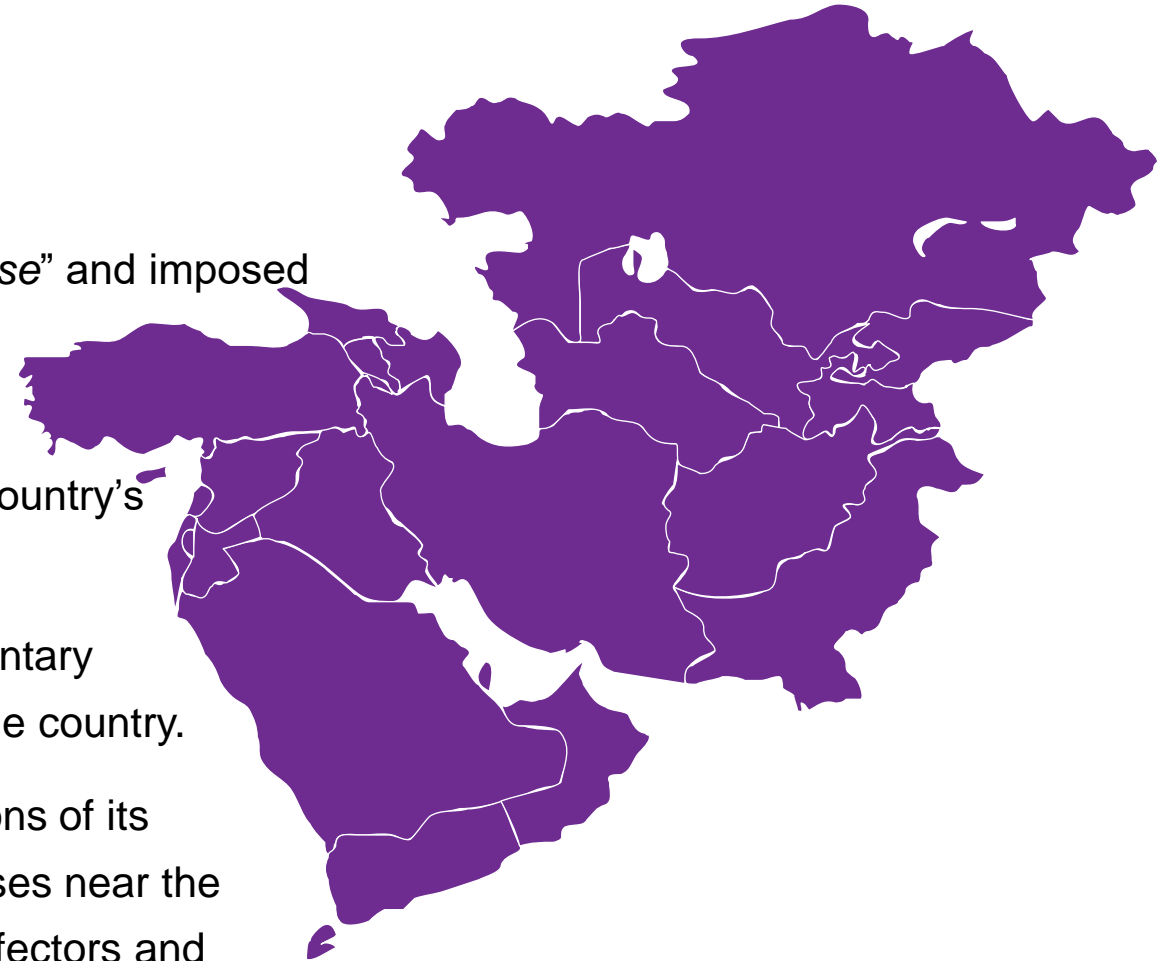 se” and imposed
ountry’s
ntary
e country.
ons of its
ses near the
fectors and